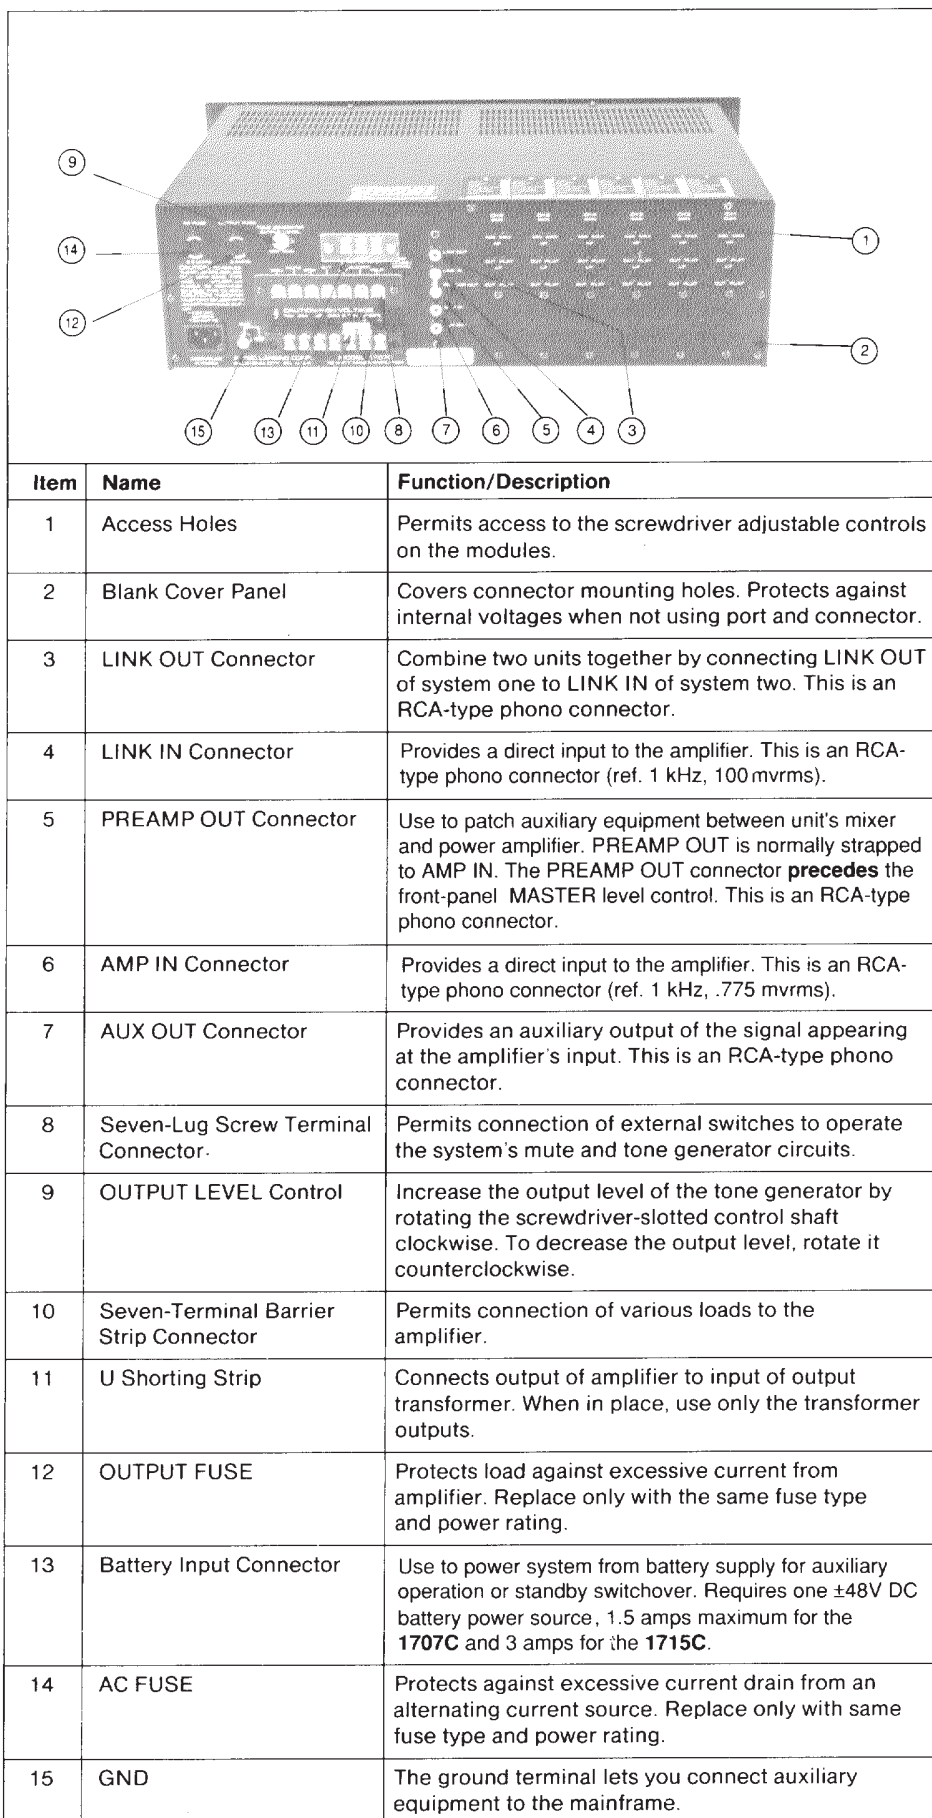 9
14
12
1
2
15
13
11
10
8
7
6
5
4
3
Item Name Function/Description
1 Access Holes Permits access to the screwdriver adjustable controls
on the modules.
2 Blank Cover Panel Covers connector mounting holes. Protects against
internal voltages when not using port and connector.
3 LINK OUT Connector Combine two units together by connecting LINK OUT
of system one to LINK IN of system two. This is an
RCA-type phono connector.
4 LINK IN Connector Provides a direct input to the amplifier. This is an RCA-
type phono connector (ref. 1 kHz, 100 mvrms).
5 PREAMP OUT Connector Use to patch auxiliary equipment between unit's mixer
and power amplifier. PREAMP OUT is normally strapped
to AMP IN. The PREAMP OUT connector precedes the
front-panel MASTER level control. This is an RCA-type
phono connector.
6 AMP IN Connector Provides a direct input to the amplifier. This is an RCA-
type phono connector (ref. 1 kHz, .775 mvrms).
7 AUX OUT Connector Provides an auxiliary output of the signal appearing
at the amplifier's input. This is an RCA-type phono
connector.
8 Seven-Lug Screw Terminal Permits connection of external switches to operate
Connector. the system's mute and tone generator circuits.
9 OUTPUT LEVEL Control Increase the output level of the tone generator by
rotating the screwdriver-slotted control shaft
clockwise. To decrease the output level, rotate it
counterclockwise.
10 Seven-Terminal Barrier Permits connection of various loads to the
Strip Connector amplifier.
11 U Shorting Strip Connects output of amplifier to input of output
transformer. When in place, use only the transformer
outputs.
12 OUTPUT FUSE Protects load against excessive current from
amplifier. Replace only with the same fuse type
and power rating.
13 Battery Input Connector Use to power system from battery supply for auxiliary
operation or standby switchover. Requires one ±48V DC
battery power source, 1.5 amps maximum for the
1707C and 3 amps for the 1715C.
14 AC FUSE Protects against excessive current drain from an
alternating current source. Replace only with same
fuse type and power rating.
15 GND The ground terminal lets you connect auxiliary
equipment to the mainframe.